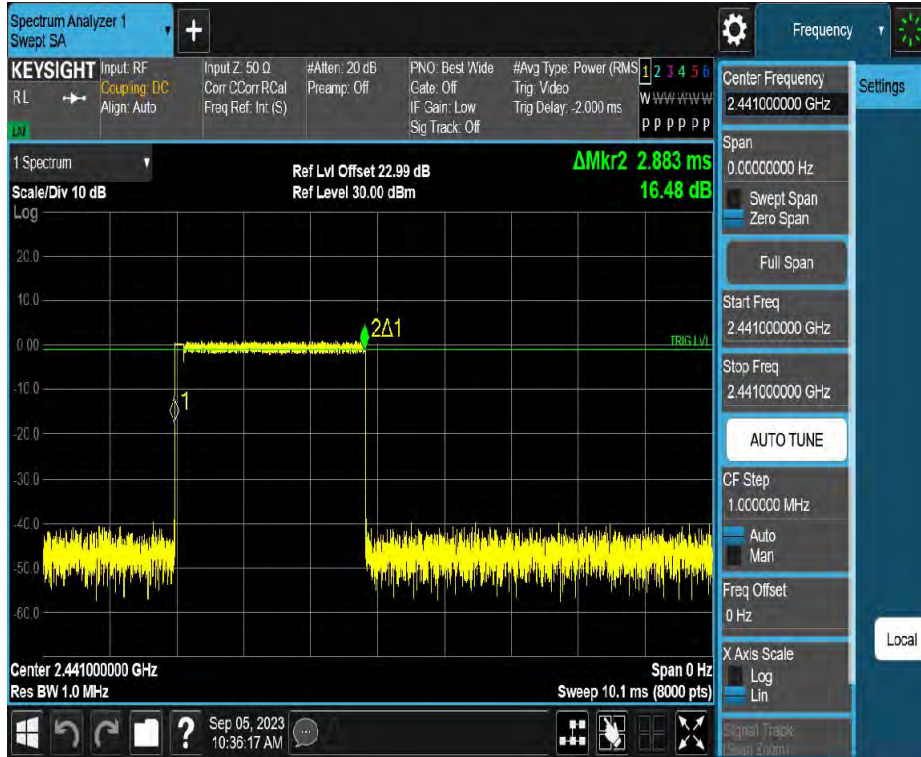 Spectrum Analyzer 1
Swept SA
+
Frequency
KEYSIGHT
RL
Input: RF
Coupling: DC
Align: Auto
Input Z: 50 Ω
Corr CCorr RCal
Freq Ref: Int (S)
#Atten: 20 dB
Preamp: Off
PNO: Best Wide
Gate: Off
IF Gain: Low
Sig Track: Off
#Avg Type: Power (RMS
Trig: Video
Trig Delay: -2.000 ms
1 2 3 4 5 6
W W W W W W
P P P P P P
1 Spectrum
Scale/Div 10 dB
Log
Ref Lvl Offset 22.99 dB
Ref Level 30.00 dBm
ΔMkr2 2.883 ms
16.48 dB
20.0
10.0
0.00
-10.0
-20.0
-30.0
-40.0
-50.0
-60.0
2Δ1
1
TRIG LVL
Center 2.441000000 GHz
Res BW 1.0 MHz
Span 0 Hz
Sweep 10.1 ms (8000 pts)
?
Sep 05, 2023
10:36:17 AM
Center Frequency
2.441000000 GHz
Settings
Span
0.00000000 Hz
Swept Span
Zero Span
Full Span
Start Freq
2.441000000 GHz
Stop Freq
2.441000000 GHz
AUTO TUNE
CF Step
1.000000 MHz
Auto
Man
Freq Offset
0 Hz
Local
X Axis Scale
Log
Lin
Signal Track
(Span Zoom)